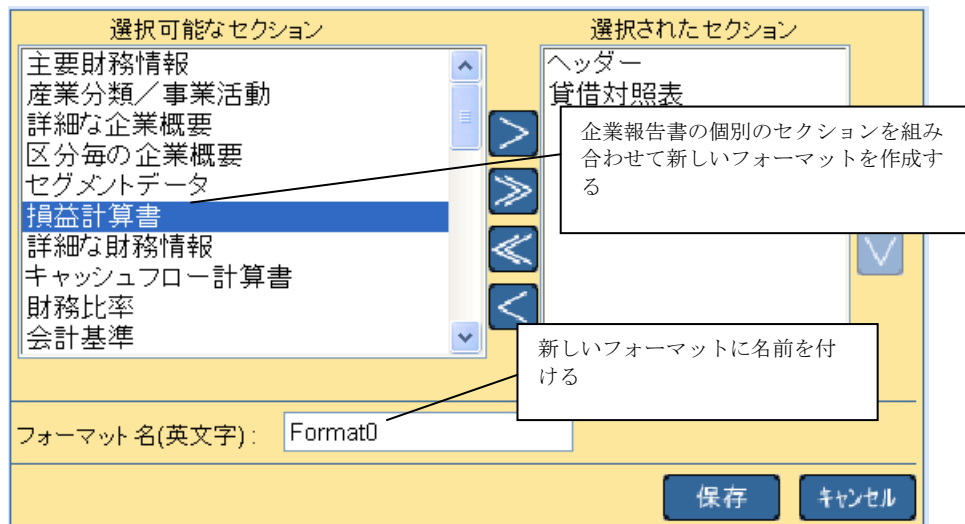 選択可能なセクション
選択されたセクション
主要財務情報
産業分類／事業活動
詳細な企業概要
区分毎の企業概要
セグメントデータ
損益計算書
詳細な財務情報
キャッシュフロー計算書
財務比率
会計基準
ヘッダー
貸借対照表
企業報告書の個別のセクションを組み
合わせて新しいフォーマットを作成す
る
新しいフォーマットに名前を付
ける
フォーマット名(英文字)： Format0
保存 キャンセル